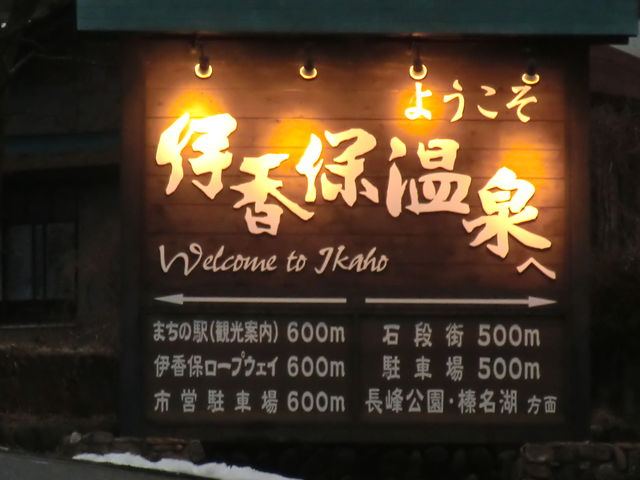 ようこそ
伊香保温泉へ
Welcome to Ikaho
まちの駅(観光案内) 600m
伊香保ロープウェイ 600m
市営駐車場 600m
石段街 500m
駐車場 500m
長峰公園・榛名湖 方面